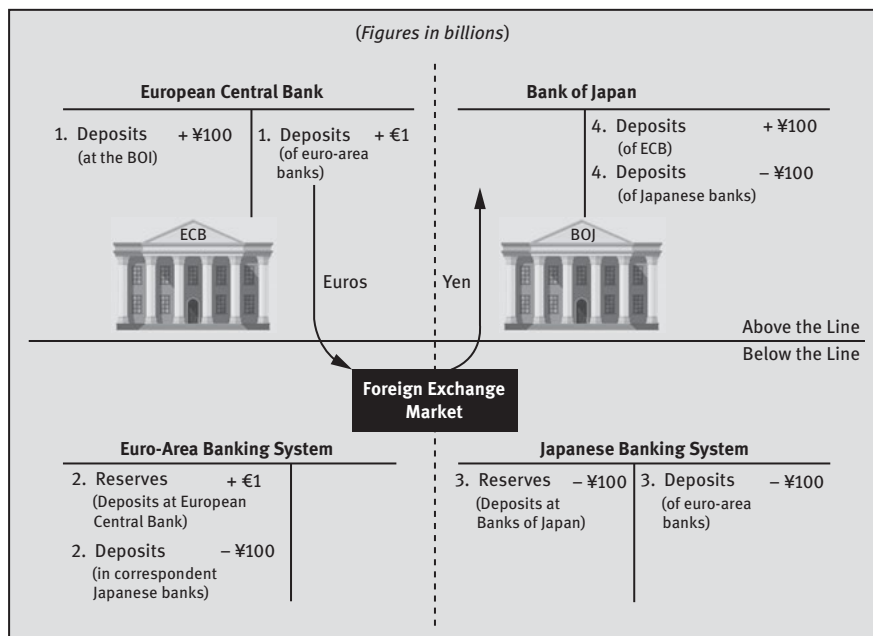 (Figures in billions)
European Central Bank
1. Deposits + ¥100
(at the BOI)
1. Deposits + €1
(of euro-area
banks)
ECB
Euros
Bank of Japan
4. Deposits + ¥100
(of ECB)
4. Deposits – ¥100
(of Japanese banks)
BOJ
Yen
Above the Line
Below the Line
Foreign Exchange
Market
Euro-Area Banking System
2. Reserves + €1
(Deposits at European
Central Bank)
2. Deposits – ¥100
(in correspondent
Japanese banks)
Japanese Banking System
3. Reserves – ¥100
(Deposits at
Banks of Japan)
3. Deposits – ¥100
(of euro-area
banks)